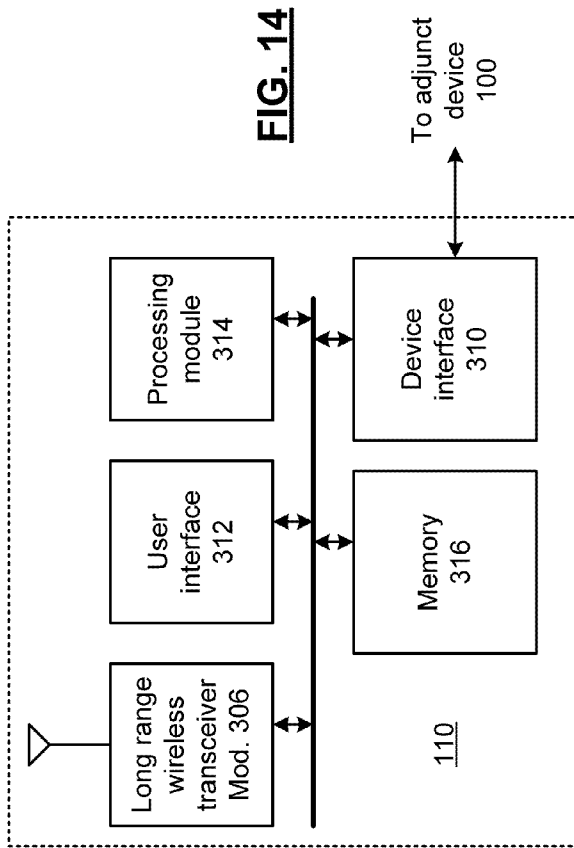 Long range
wireless
transceiver
Mod. 306
User
interface
312
Processing
module
314
Memory
316
Device
interface
310
110
To adjunct
device
100
FIG. 14